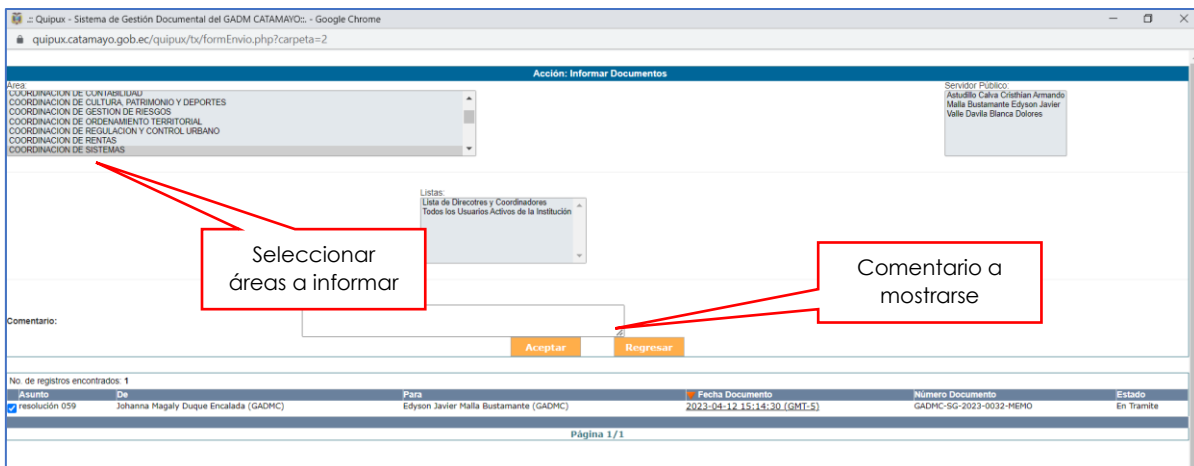 .:: Quipux - Sistema de Gestión Documental del GADM CATAMAYO::. - Google Chrome
quipux.catamayo.gob.ec/quipux/tx/formEnvio.php?carpeta=2
Acción: Informar Documentos
Área:
COORDINACION DE CONTABILIDAD
COORDINACION DE CULTURA, PATRIMONIO Y DEPORTES
COORDINACION DE GESTION DE RIESGOS
COORDINACION DE ORDENAMIENTO TERRITORIAL
COORDINACION DE REGULACION Y CONTROL URBANO
COORDINACION DE RENTAS
COORDINACION DE SISTEMAS
Servidor Público:
Astudillo Calva Cristhian Armando
Malla Bustamante Edyson Javier
Valle Davila Blanca Dolores
Listas:
Lista de Direcotres y Coordinadores
Todos los Usuarios Activos de la Institución
Seleccionar
áreas a informar
Comentario a
mostrarse
Comentario:
Aceptar Regresar
No. de registros encontrados: 1
Asunto De Para Fecha Documento Número Documento Estado
resolución 059 Johanna Magaly Duque Encalada (GADMC) Edyson Javier Malla Bustamante (GADMC) 2023-04-12 15:14:30 (GMT-5) GADMC-SG-2023-0032-MEMO En Tramite
Página 1/1